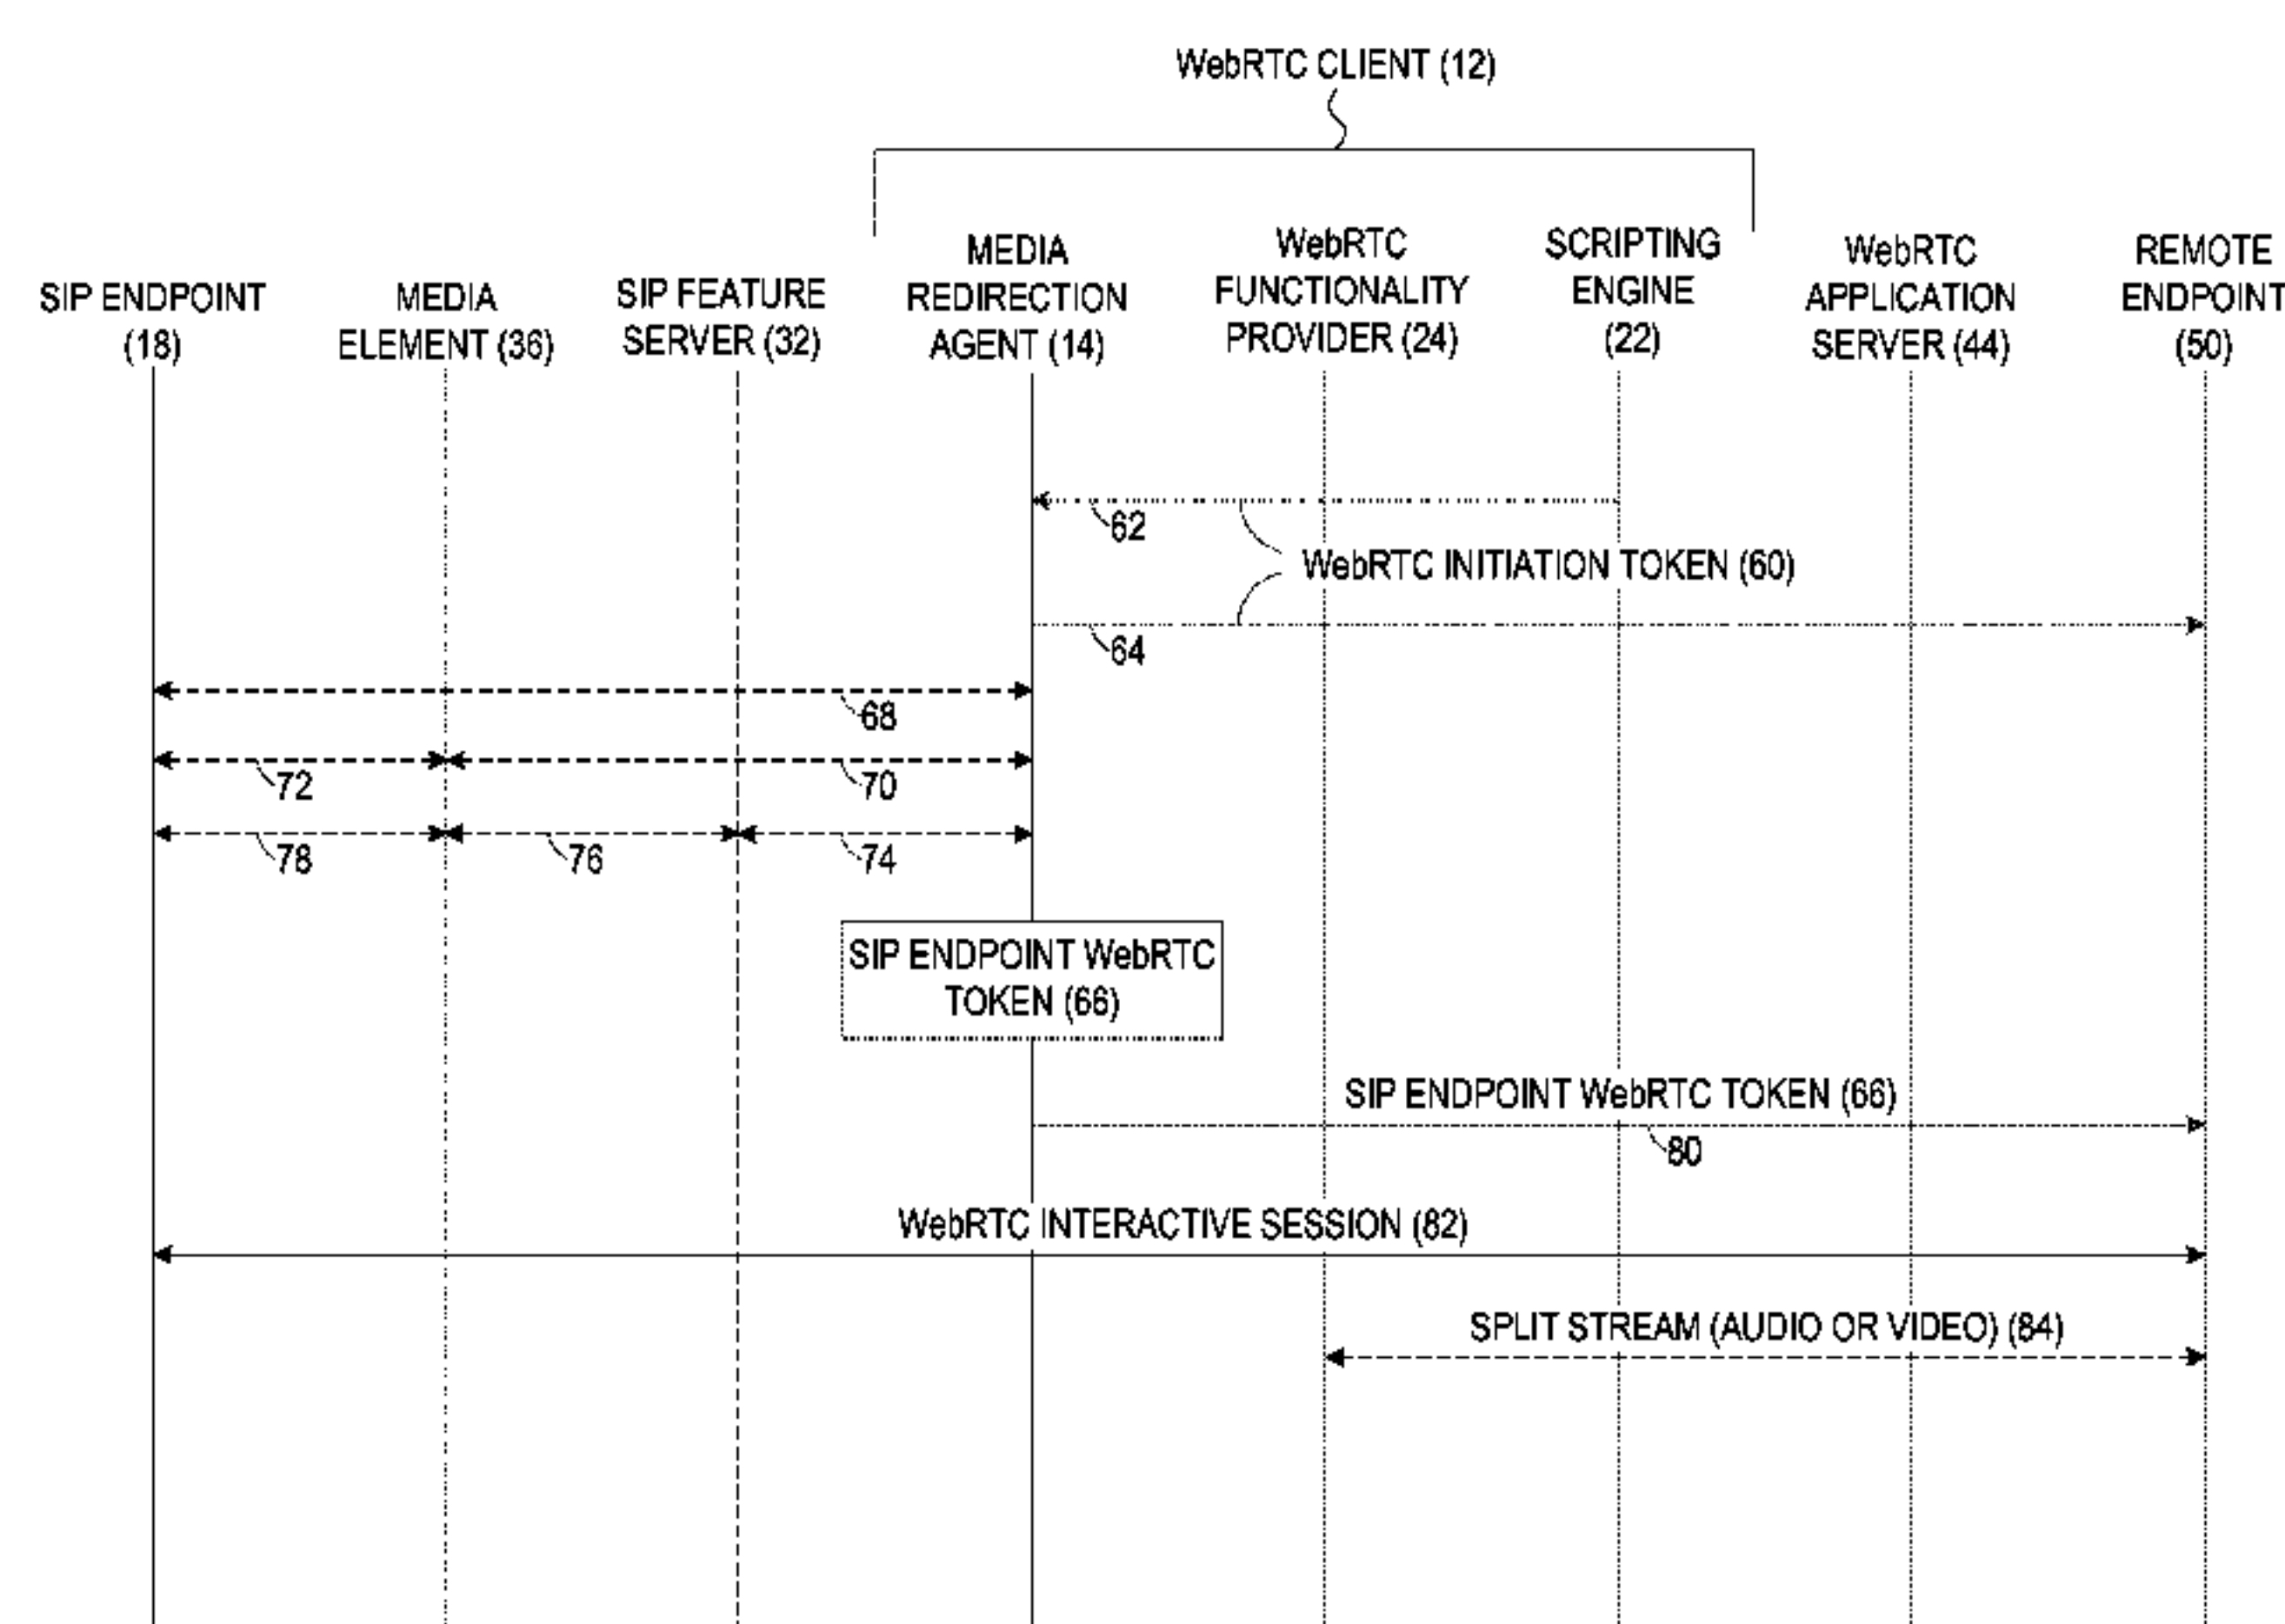 WebRTC CLIENT (12)
SIP ENDPOINT
(18)
MEDIA
ELEMENT (36)
SIP FEATURE
SERVER (32)
MEDIA
REDIRECTION
AGENT (14)
WebRTC
FUNCTIONALITY
PROVIDER (24)
SCRIPTING
ENGINE
(22)
WebRTC
APPLICATION
SERVER (44)
REMOTE
ENDPOINT
(50)
62
WebRTC INITIATION TOKEN (60)
64
68
72
70
78
76
74
SIP ENDPOINT WebRTC
TOKEN (66)
SIP ENDPOINT WebRTC TOKEN (66)
80
WebRTC INTERACTIVE SESSION (82)
SPLIT STREAM (AUDIO OR VIDEO) (84)